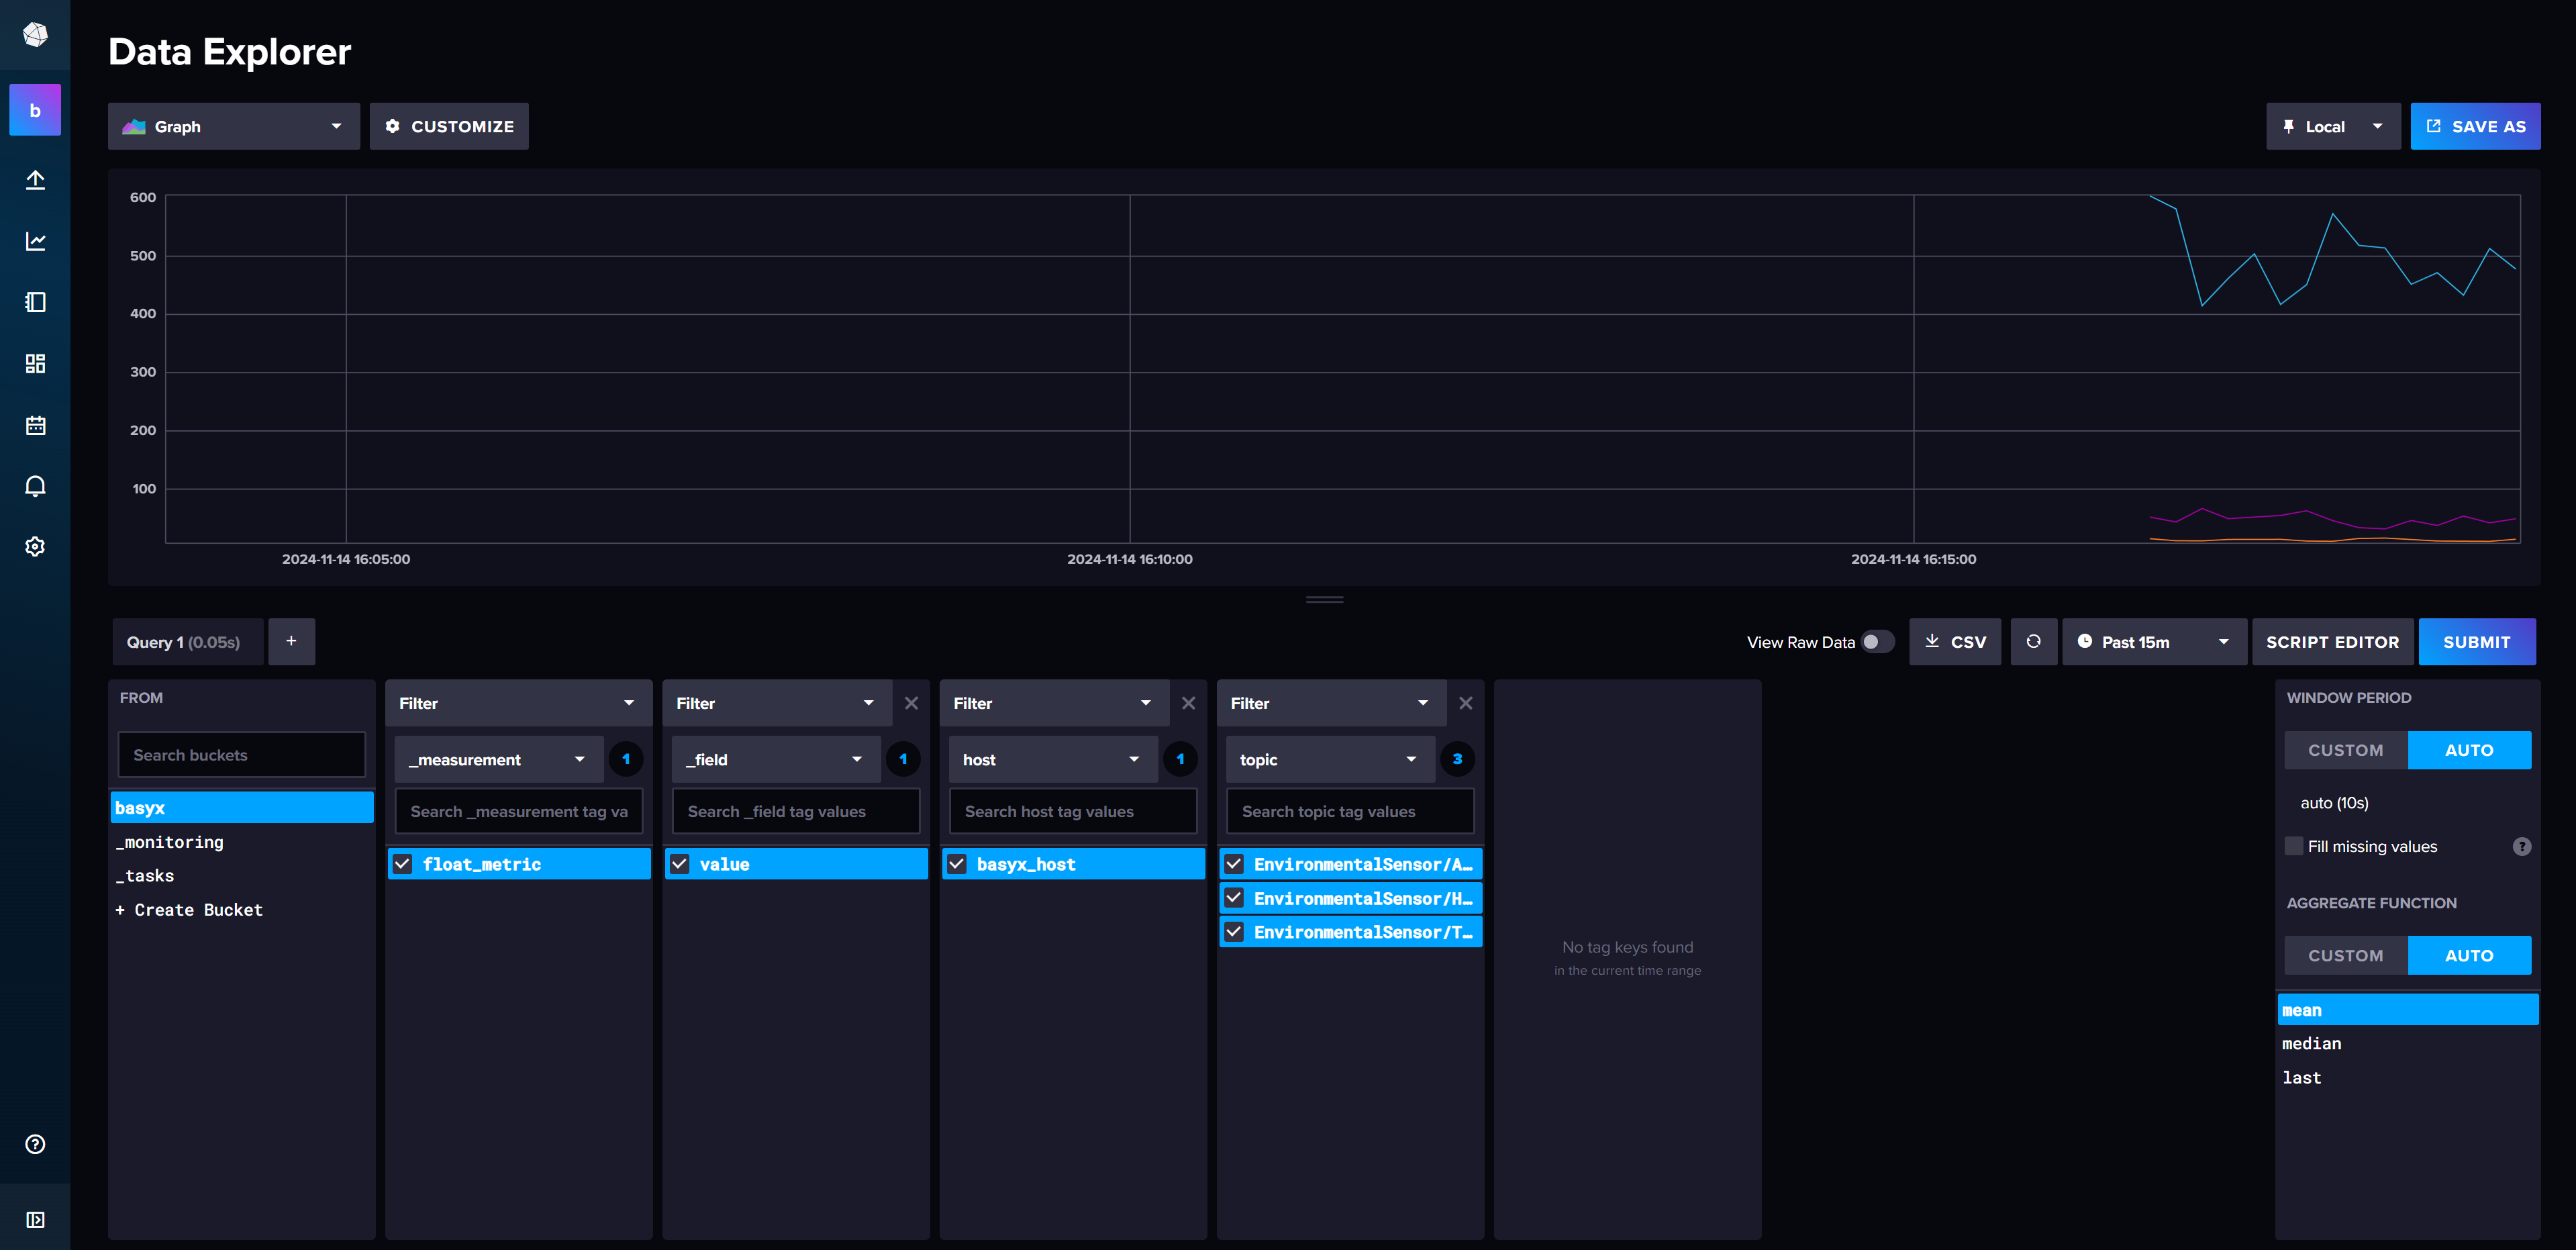 b
Data Explorer
Graph
CUSTOMIZE
Local
SAVE AS
600
500
400
300
200
100
2024-11-14 16:05:00
2024-11-14 16:10:00
2024-11-14 16:15:00
Query 1 (0.05s)
+
View Raw Data
CSV
Past 15m
SCRIPT EDITOR
SUBMIT
FROM
Search buckets
basyx
_monitoring
_tasks
+ Create Bucket
Filter
_measurement
1
Search _measurement tag va
float_metric
Filter
_field
1
Search _field tag values
value
Filter
host
1
Search host tag values
basyx_host
Filter
topic
3
Search topic tag values
EnvironmentalSensor/A…
EnvironmentalSensor/H…
EnvironmentalSensor/T…
No tag keys found
in the current time range
WINDOW PERIOD
CUSTOM
AUTO
auto (10s)
Fill missing values
?
AGGREGATE FUNCTION
CUSTOM
AUTO
mean
median
last